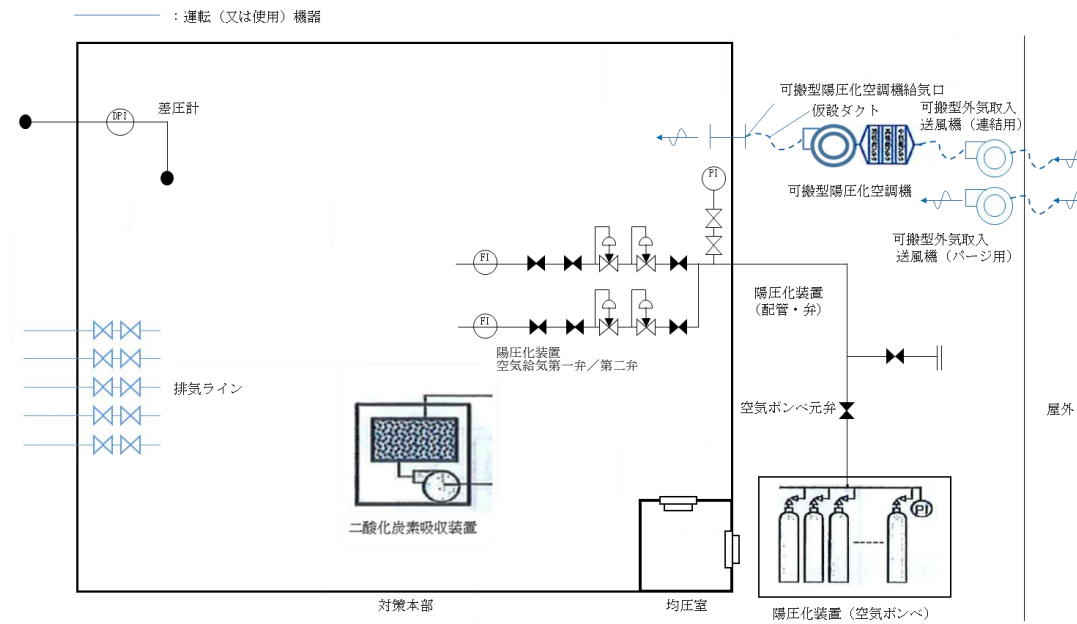 ：運転（又は使用）機器
DPI
差圧計
可搬型陽圧化空調機給気口
仮設ダクト
可搬型外気取入
送風機（連結用）
可搬型陽圧化空調機
可搬型外気取入
送風機（パージ用）
PI
FI
FI
陽圧化装置
（配管・弁）
陽圧化装置
空気給気第一弁／第二弁
排気ライン
空気ボンベ元弁
屋外
PI
二酸化炭素吸収装置
対策本部
均圧室
陽圧化装置（空気ボンベ）